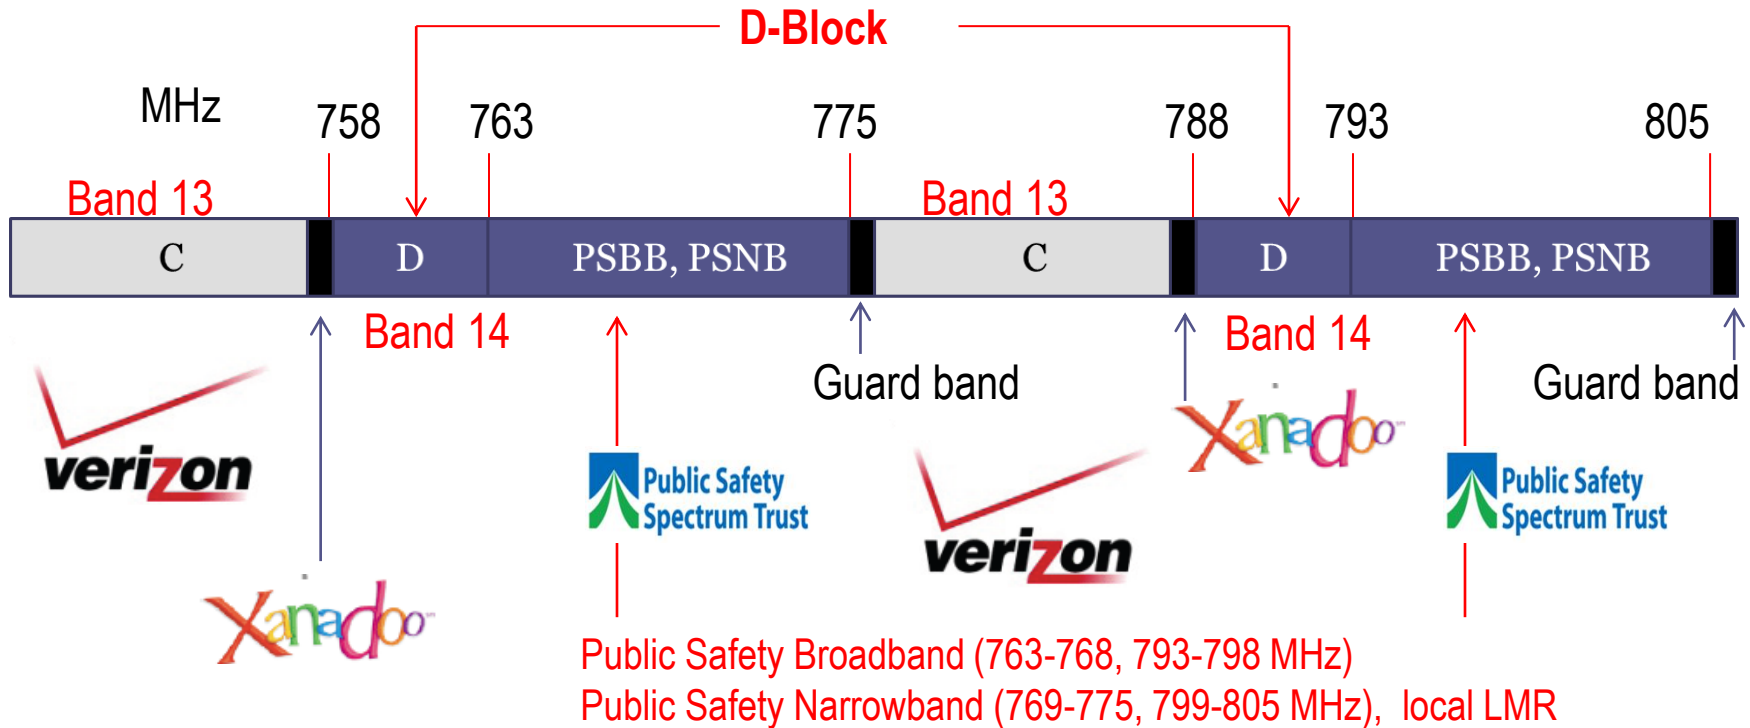 D-Block
MHz 758 763 775 788 793 805
Band 13 Band 13
C D PSBB, PSNB C D PSBB, PSNB
Band 14 Band 14
Guard band Guard band
verizon Xanadoo
Public Safety
Spectrum Trust
Public Safety
Spectrum Trust
verizon
Xanadoo
Public Safety Broadband (763-768, 793-798 MHz)
Public Safety Narrowband (769-775, 799-805 MHz), local LMR